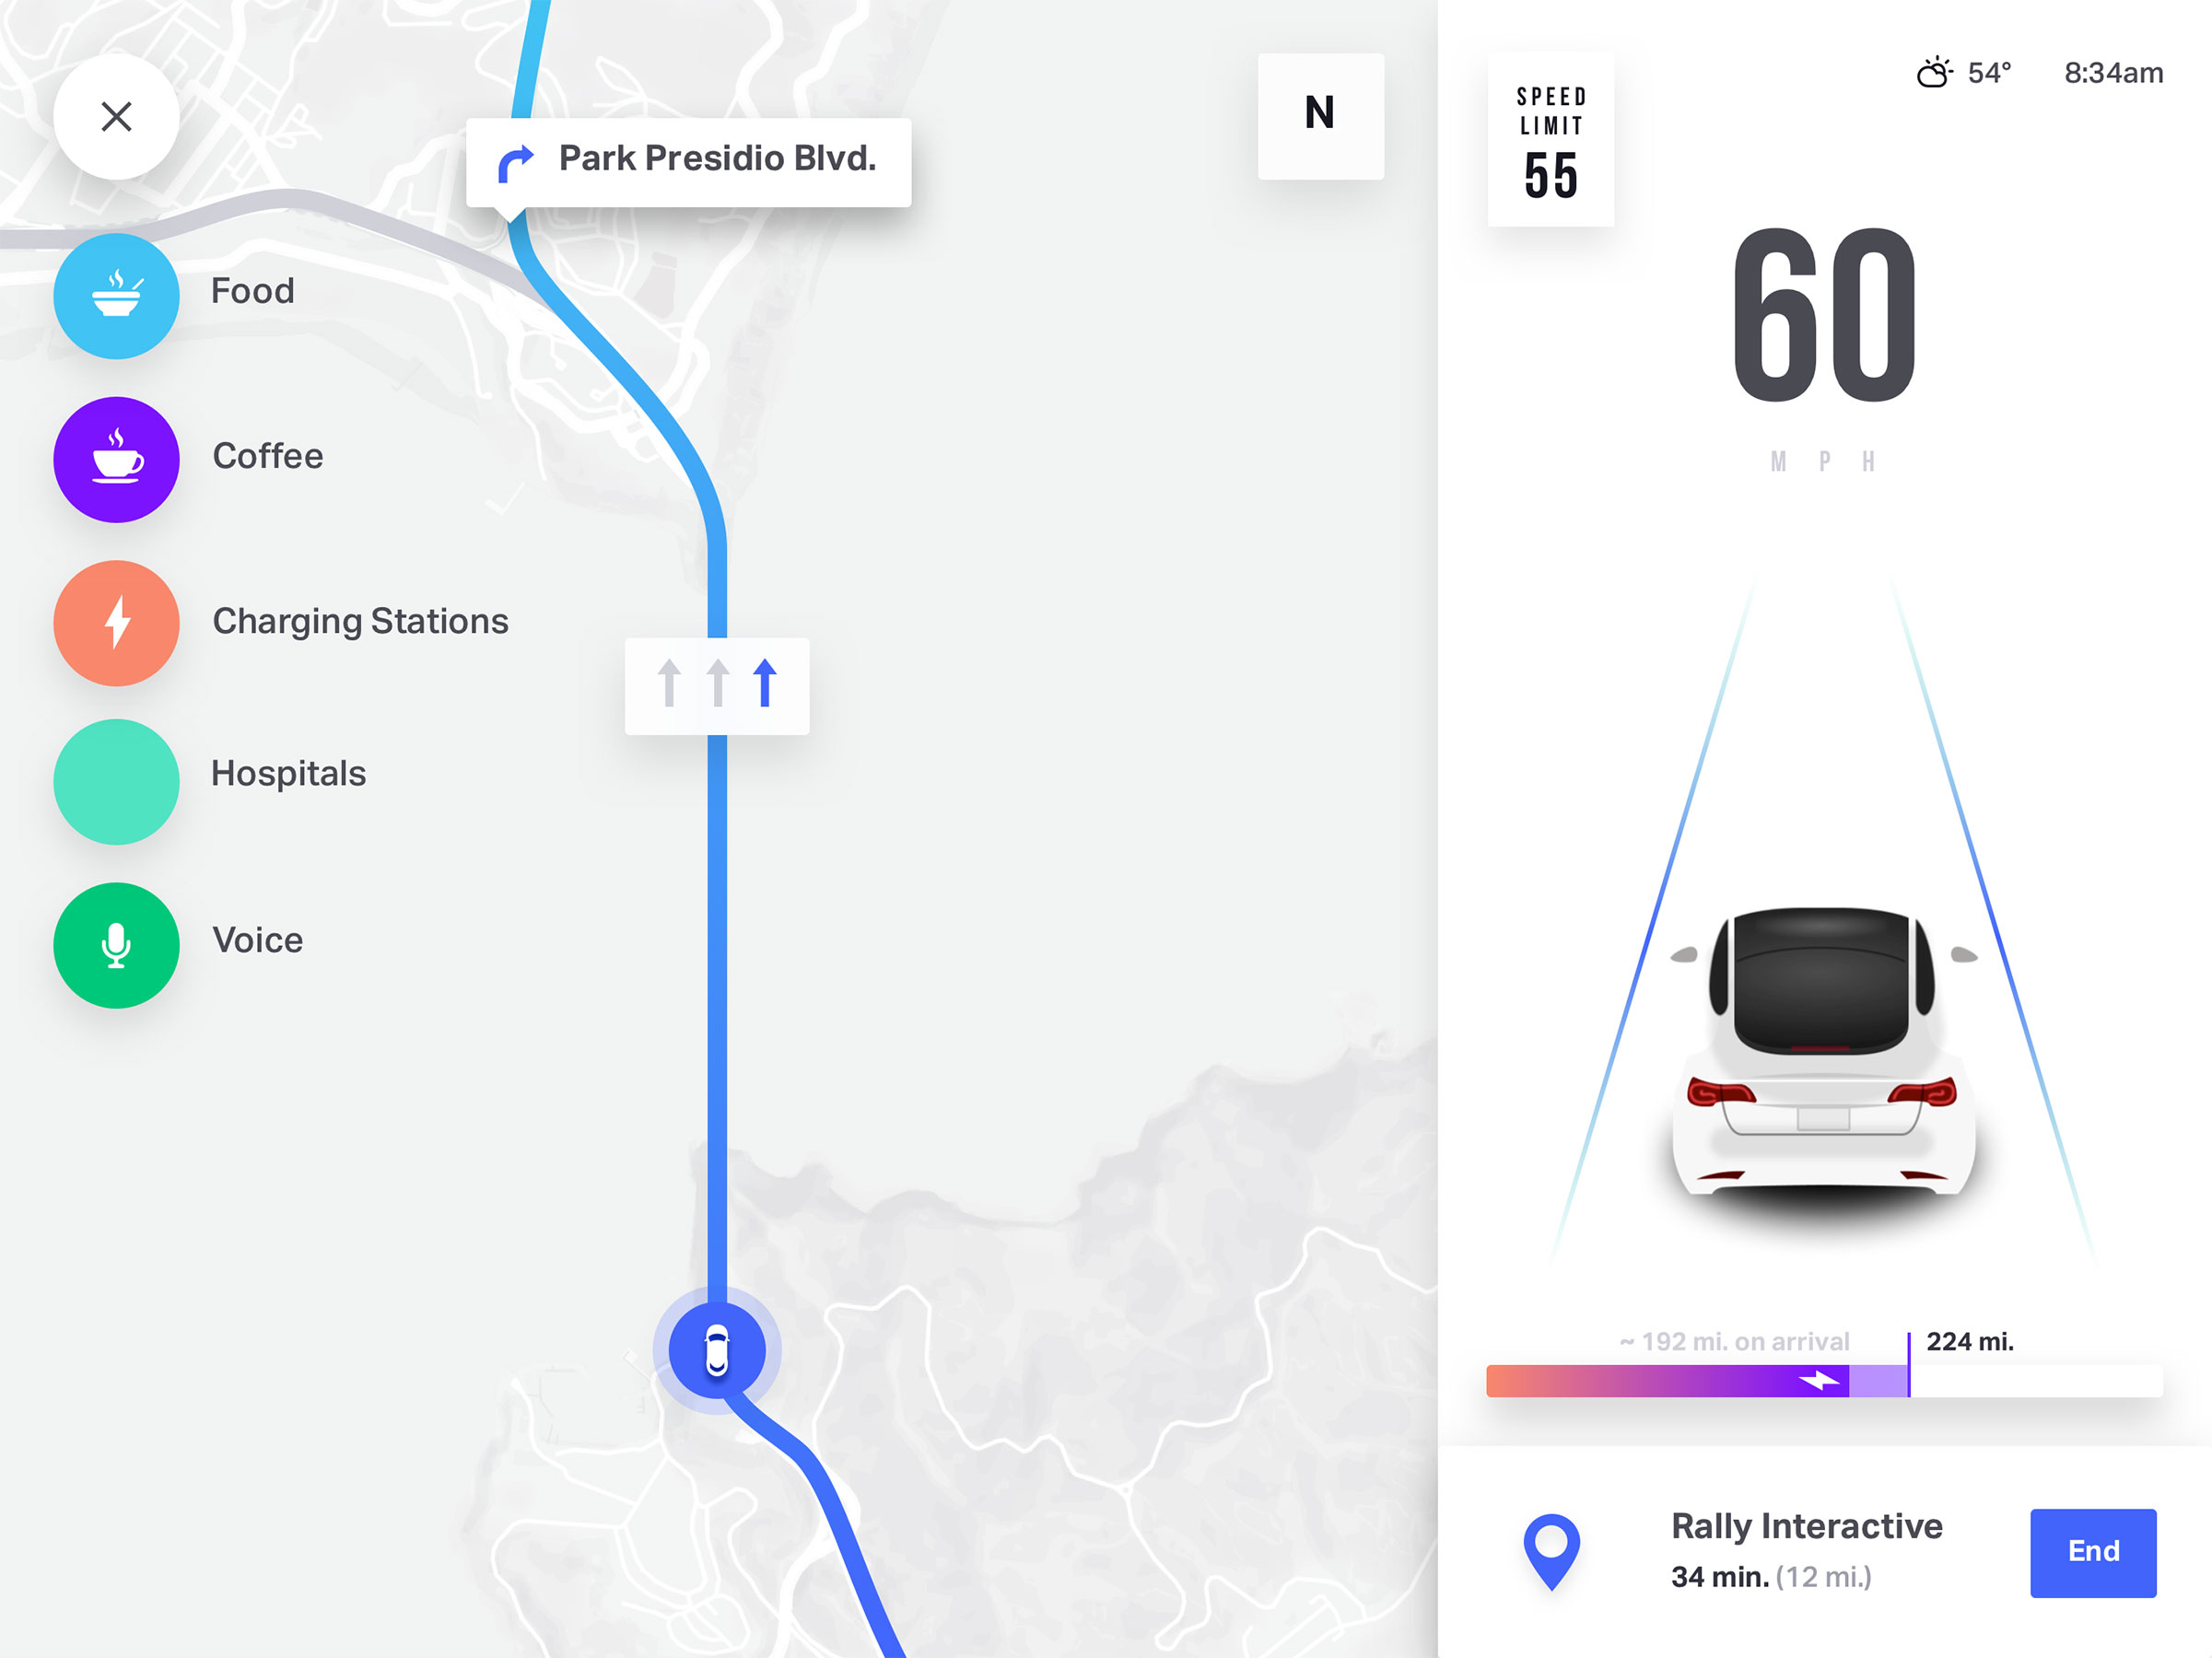 Park Presidio Blvd.
N
Food
Coffee
Charging Stations
Hospitals
Voice
SPEED
LIMIT
55
54°
8:34am
60
MPH
~ 192 mi. on arrival
224 mi.
Rally Interactive
34 min. (12 mi.)
End